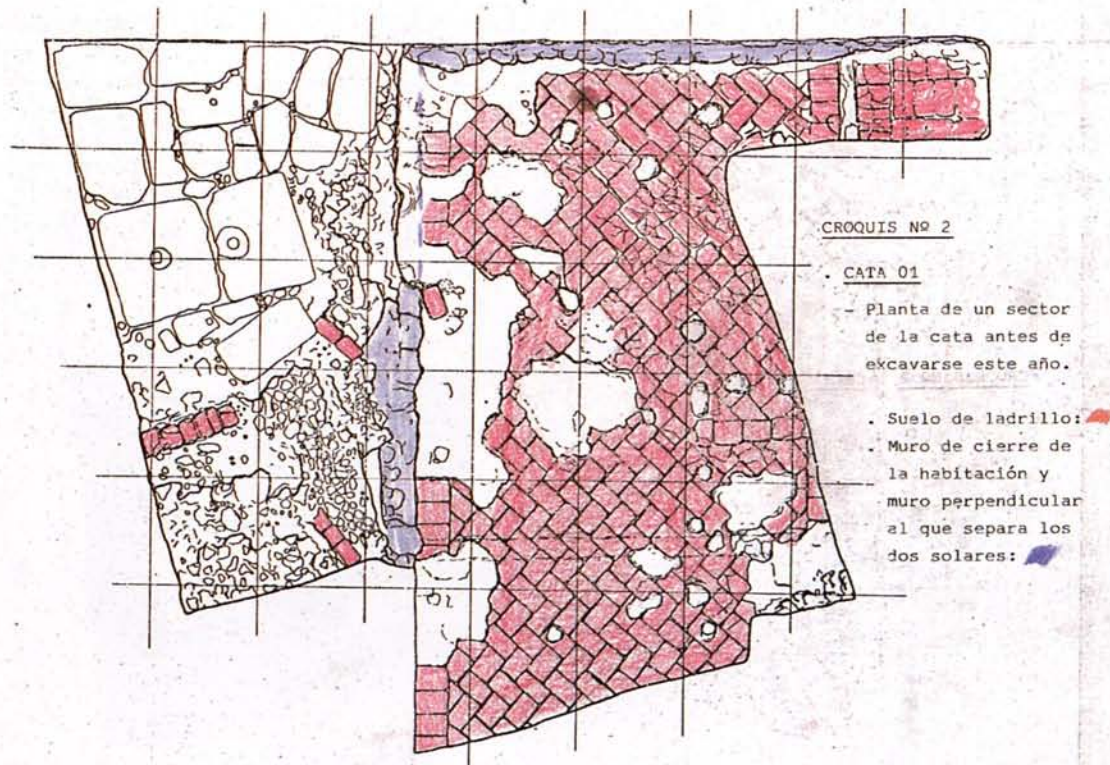 CROQUIS Nº 2
. CATA 01
- Planta de un sector
de la cata antes de
excavarse este año.
. Suelo de ladrillo:
. Muro de cierre de
la habitación y
muro perpendicular
al que separa los
dos solares: